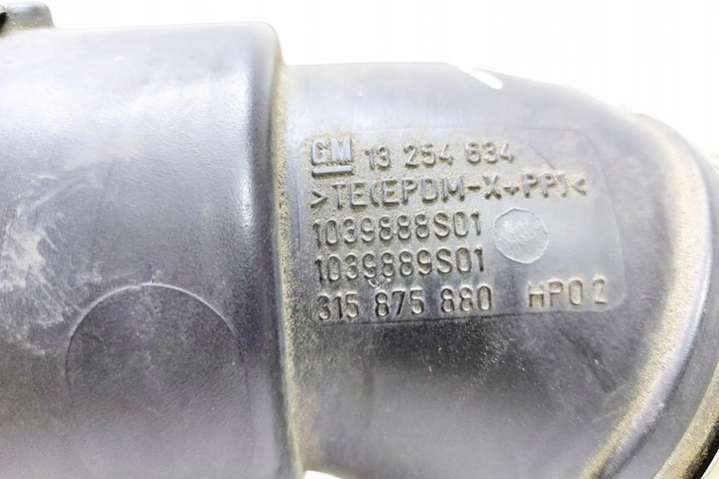 GM 13 254 634
>TE(EPDM-X+PP)<
1039888S01
1039889S01
315 875 880 HP02